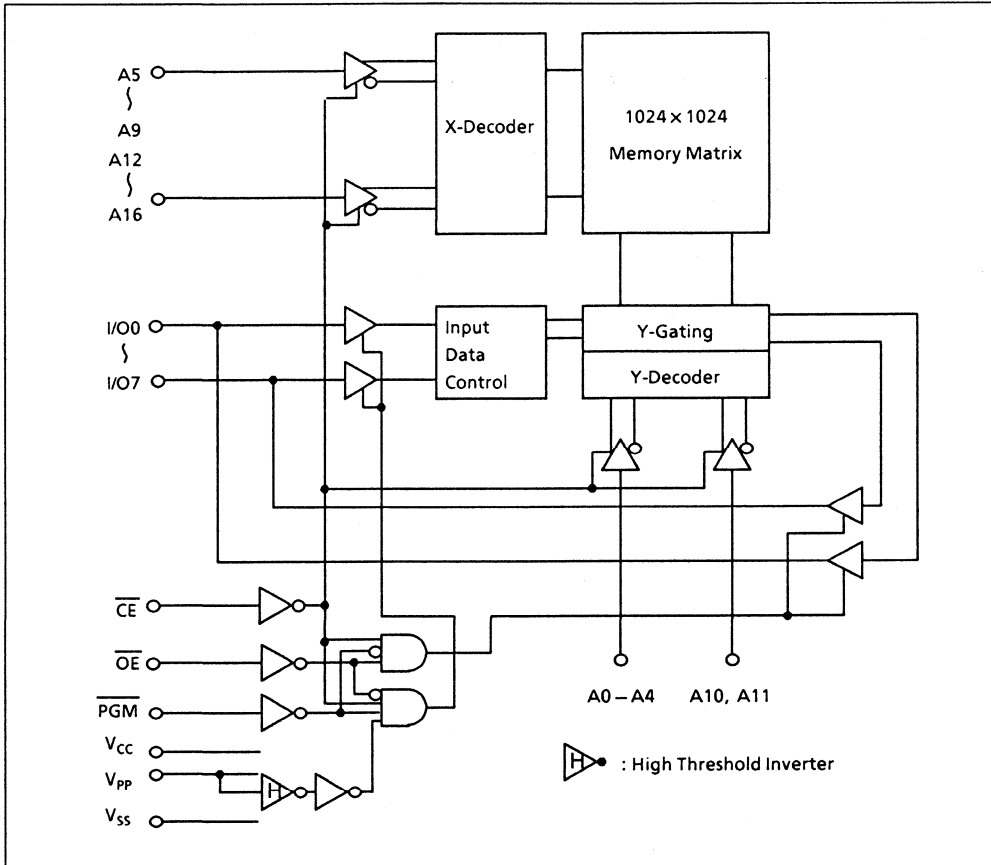 A5
A9
A12
A16
X-Decoder
1024 × 1024
Memory Matrix
I/O0
I/O7
Input
Data
Control
Y-Gating
Y-Decoder
CE
OE
PGM
VCC
VPP
VSS
H
A0 – A4
A10, A11
H : High Threshold Inverter